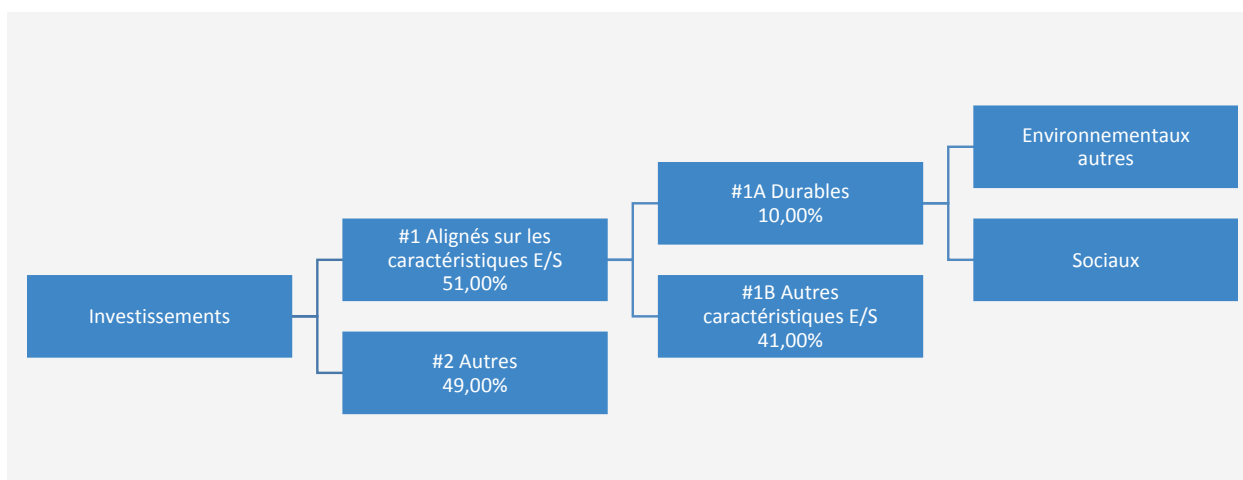 Investissements
#1 Alignés sur les
caractéristiques E/S
51,00%
#2 Autres
49,00%
#1A Durables
10,00%
#1B Autres
caractéristiques E/S
41,00%
Environnementaux
autres
Sociaux